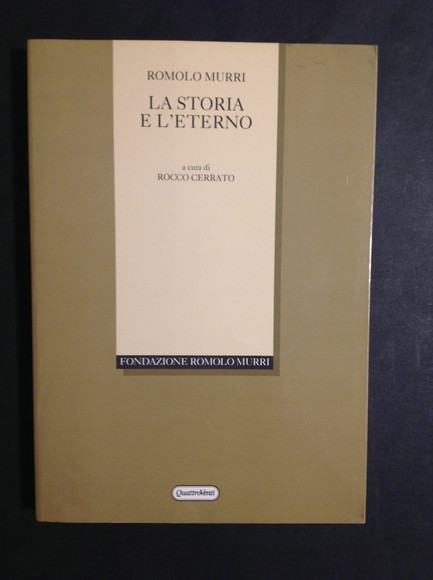 ROMOLO MURRI
LA STORIA
E L'ETERNO
a cura di
ROCCO CERRATO
FONDAZIONE ROMOLO MURRI
QuattroVenti